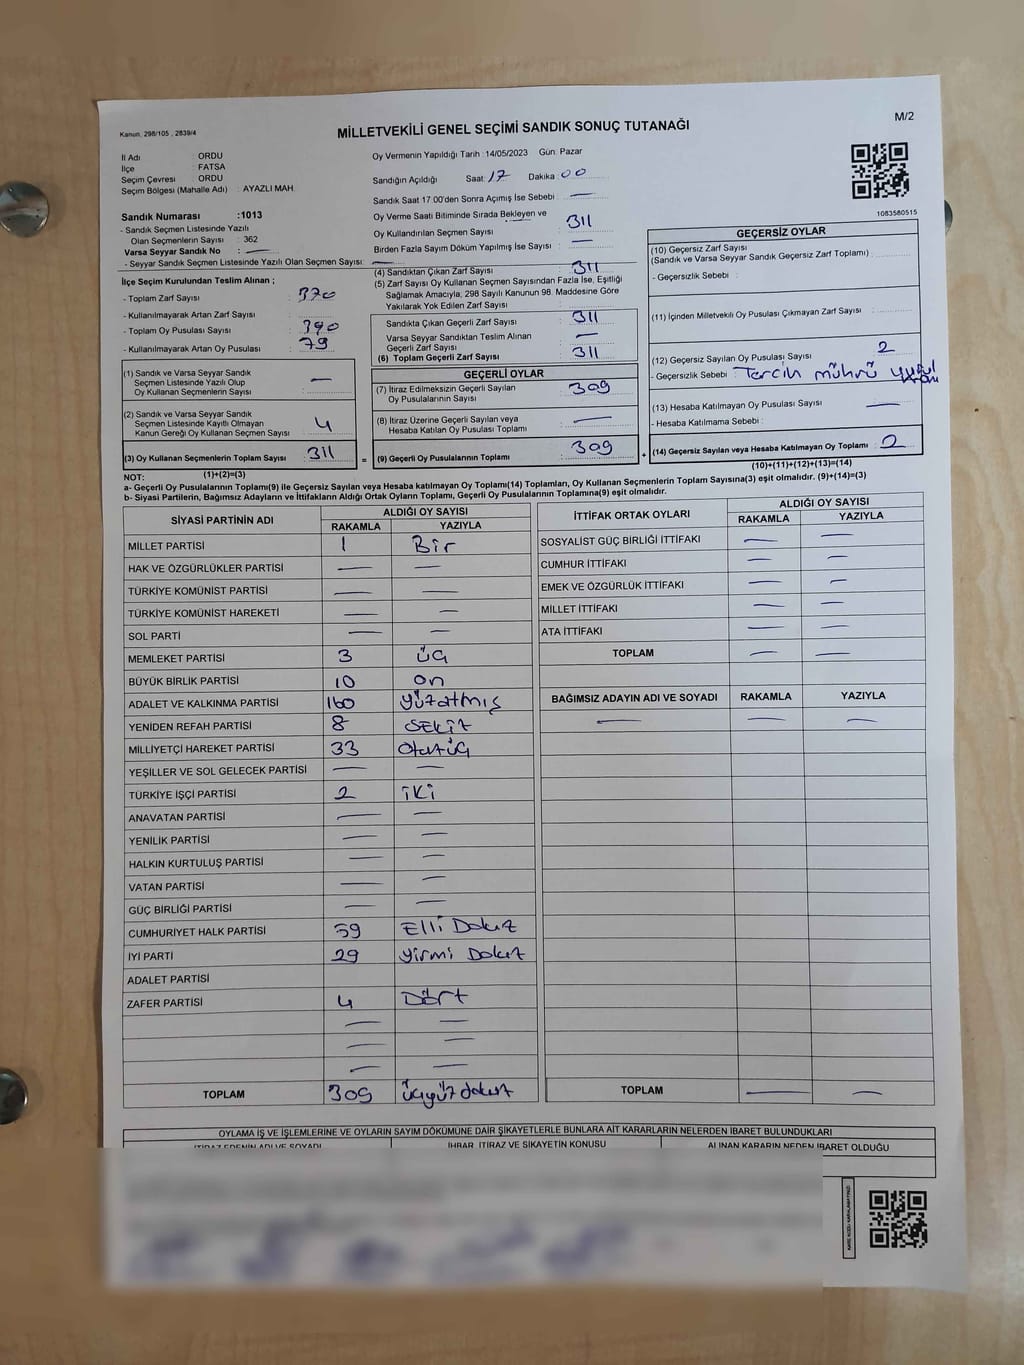 Kanun, 298/105 , 2839/4
M/2
MİLLETVEKİLİ GENEL SEÇİMİ SANDIK SONUÇ TUTANAĞI
İl Adı ORDU
İlçe : FATSA
Seçim Çevresi : ORDU
Seçim Bölgesi (Mahalle Adı) : AYAZLI MAH.
Sandık Numarası :1013
- Sandık Seçmen Listesinde Yazılı
Olan Seçmenlerin Sayısı : 362
Varsa Seyyar Sandık No : —
- Seyyar Sandık Seçmen Listesinde Yazılı Olan Seçmen Sayısı: —
Oy Vermenin Yapıldığı Tarih :14/05/2023 Gün: Pazar
Sandığın Açıldığı Saat: 17 Dakika: 00
Sandık Saat 17.00'den Sonra Açımış İse Sebebi : —
Oy Verme Saati Bitiminde Sırada Bekleyen ve
Oy Kullandırılan Seçmen Sayısı : 311
Birden Fazla Sayım Döküm Yapılmış İse Sayısı : —
1083580515
İlçe Seçim Kurulundan Teslim Alınan ;
- Toplam Zarf Sayısı : 370
- Kullanılmayarak Artan Zarf Sayısı :
- Toplam Oy Pusulası Sayısı : 390
- Kullanılmayarak Artan Oy Pusulası : 79
(1) Sandık ve Varsa Seyyar Sandık
Seçmen Listesinde Yazılı Olup
Oy Kullanan Seçmenlerin Sayısı : —
(2) Sandık ve Varsa Seyyar Sandık
Seçmen Listesinde Kayıtlı Olmayan
Kanun Gereği Oy Kullanan Seçmen Sayısı : 4
(3) Oy Kullanan Seçmenlerin Toplam Sayısı : 311
(1)+(2)=(3)
(4) Sandıktan Çıkan Zarf Sayısı : 311
(5) Zarf Sayısı Oy Kullanan Seçmen Sayısından Fazla İse, Eşitliği
Sağlamak Amacıyla, 298 Sayılı Kanunun 98. Maddesine Göre
Yakılarak Yok Edilen Zarf Sayısı :
Sandıkta Çıkan Geçerli Zarf Sayısı : 311
Varsa Seyyar Sandıktan Teslim Alınan
Geçerli Zarf Sayısı : —
(6) Toplam Geçerli Zarf Sayısı : 311
GEÇERLİ OYLAR
(7) İtiraz Edilmeksizin Geçerli Sayılan
Oy Pusulalarının Sayısı : 309
(8) İtiraz Üzerine Geçerli Sayılan veya
Hesaba Katılan Oy Pusulası Toplamı : —
= (9) Geçerli Oy Pusulalarının Toplamı : 309
GEÇERSİZ OYLAR
(10) Geçersiz Zarf Sayısı
(Sandık ve Varsa Seyyar Sandık Geçersiz Zarf Toplamı) :
- Geçersizlik Sebebi :
(11) İçinden Milletvekili Oy Pusulası Çıkmayan Zarf Sayısı :
(12) Geçersiz Sayılan Oy Pusulası Sayısı : 2
- Geçersizlik Sebebi : Tercih mührü
(13) Hesaba Katılmayan Oy Pusulası Sayısı : —
- Hesaba Katılmama Sebebi :
+ (14) Geçersiz Sayılan veya Hesaba Katılmayan Oy Toplamı : 2
(10)+(11)+(12)+(13)=(14)
NOT:
a- Geçerli Oy Pusulaları Toplamı(9) ile Geçersiz Sayılan veya Hesaba katılmayan Oy Toplamı(14) Toplamları, Oy Kullanan Seçmenlerin Toplam Sayısına(3) eşit olmalıdır. (9)+(14)=(3)
b- Siyasi Partilerin, Bağımsız Adayların ve İttifakların Aldığı Ortak Oyların Toplamı, Geçerli Oy Pusulalarının Toplamına(9) eşit olmalıdır.
SİYASİ PARTİNİN ADI ALDIĞI OY SAYISI
RAKAMLA YAZIYLA
MİLLET PARTİSİ 1 Bir
HAK VE ÖZGÜRLÜKLER PARTİSİ — —
TÜRKİYE KOMÜNİST PARTİSİ — —
TÜRKİYE KOMÜNİST HAREKETİ — —
SOL PARTİ — —
MEMLEKET PARTİSİ 3 üç
BÜYÜK BİRLİK PARTİSİ 10 on
ADALET VE KALKINMA PARTİSİ 160 Yüzatmış
YENİDEN REFAH PARTİSİ 8 Sekiz
MİLLİYETÇİ HAREKET PARTİSİ 33 Otuzüç
YEŞİLLER VE SOL GELECEK PARTİSİ — —
TÜRKİYE İŞÇİ PARTİSİ 2 iki
ANAVATAN PARTİSİ — —
YENİLİK PARTİSİ — —
HALKIN KURTULUŞ PARTİSİ — —
VATAN PARTİSİ — —
GÜÇ BİRLİĞİ PARTİSİ — —
CUMHURİYET HALK PARTİSİ 59 Elli Dokuz
İYİ PARTİ 29 Yirmi Dokuz
ADALET PARTİSİ
ZAFER PARTİSİ 4 Dört
— —
— —
— —
TOPLAM 309 üçyüz dokuz
İTTİFAK ORTAK OYLARI ALDIĞI OY SAYISI
RAKAMLA YAZIYLA
SOSYALİST GÜÇ BİRLİĞİ İTTİFAKI — —
CUMHUR İTTİFAKI — —
EMEK VE ÖZGÜRLÜK İTTİFAKI — —
MİLLET İTTİFAKI — —
ATA İTTİFAKI — —
TOPLAM — —
BAĞIMSIZ ADAYIN ADI VE SOYADI RAKAMLA YAZIYLA
— — —
TOPLAM — —
OYLAMA İŞ VE İŞLEMLERİNE VE OYLARIN SAYIM DÖKÜMÜNE DAİR ŞİKAYETLERLE BUNLARA AİT KARARLARIN NELERDEN İBARET BULUNDUKLARI
İTİRAZ EDENİN ADI VE SOYADI İHBAR, İTİRAZ VE ŞİKAYETİN KONUSU ALINAN KARARIN NEDEN İBARET OLDUĞU